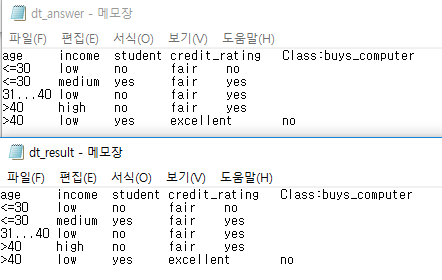 dt_answer - 메모장
파일(F) 편집(E) 서식(O) 보기(V) 도움말(H)
age income student credit_rating Class:buys_computer
<=30 low no fair no
<=30 medium yes fair yes
31...40 low no fair yes
>40 high no fair yes
>40 low yes excellent no
dt_result - 메모장
파일(F) 편집(E) 서식(O) 보기(V) 도움말(H)
age income student credit_rating Class:buys_computer
<=30 low no fair no
<=30 medium yes fair yes
31...40 low no fair yes
>40 high no fair yes
>40 low yes excellent no